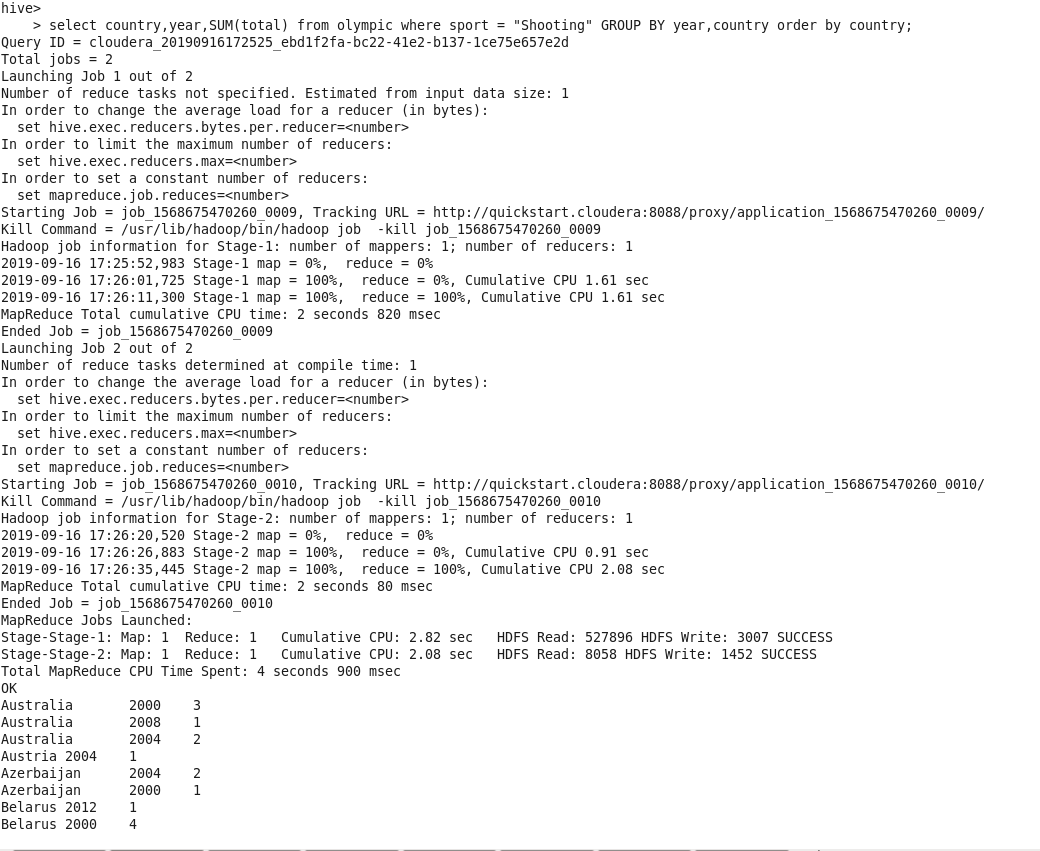 hive>
    > select country,year,SUM(total) from olympic where sport = "Shooting" GROUP BY year,country order by country;
Query ID = cloudera_20190916172525_ebd1f2fa-bc22-41e2-b137-1ce75e657e2d
Total jobs = 2
Launching Job 1 out of 2
Number of reduce tasks not specified. Estimated from input data size: 1
In order to change the average load for a reducer (in bytes):
  set hive.exec.reducers.bytes.per.reducer=<number>
In order to limit the maximum number of reducers:
  set hive.exec.reducers.max=<number>
In order to set a constant number of reducers:
  set mapreduce.job.reduces=<number>
Starting Job = job_1568675470260_0009, Tracking URL = http://quickstart.cloudera:8088/proxy/application_1568675470260_0009/
Kill Command = /usr/lib/hadoop/bin/hadoop job  -kill job_1568675470260_0009
Hadoop job information for Stage-1: number of mappers: 1; number of reducers: 1
2019-09-16 17:25:52,983 Stage-1 map = 0%,  reduce = 0%
2019-09-16 17:26:01,725 Stage-1 map = 100%,  reduce = 0%, Cumulative CPU 1.61 sec
2019-09-16 17:26:11,300 Stage-1 map = 100%,  reduce = 100%, Cumulative CPU 1.61 sec
MapReduce Total cumulative CPU time: 2 seconds 820 msec
Ended Job = job_1568675470260_0009
Launching Job 2 out of 2
Number of reduce tasks determined at compile time: 1
In order to change the average load for a reducer (in bytes):
  set hive.exec.reducers.bytes.per.reducer=<number>
In order to limit the maximum number of reducers:
  set hive.exec.reducers.max=<number>
In order to set a constant number of reducers:
  set mapreduce.job.reduces=<number>
Starting Job = job_1568675470260_0010, Tracking URL = http://quickstart.cloudera:8088/proxy/application_1568675470260_0010/
Kill Command = /usr/lib/hadoop/bin/hadoop job  -kill job_1568675470260_0010
Hadoop job information for Stage-2: number of mappers: 1; number of reducers: 1
2019-09-16 17:26:20,520 Stage-2 map = 0%,  reduce = 0%
2019-09-16 17:26:26,883 Stage-2 map = 100%,  reduce = 0%, Cumulative CPU 0.91 sec
2019-09-16 17:26:35,445 Stage-2 map = 100%,  reduce = 100%, Cumulative CPU 2.08 sec
MapReduce Total cumulative CPU time: 2 seconds 80 msec
Ended Job = job_1568675470260_0010
MapReduce Jobs Launched:
Stage-Stage-1: Map: 1  Reduce: 1   Cumulative CPU: 2.82 sec   HDFS Read: 527896 HDFS Write: 3007 SUCCESS
Stage-Stage-2: Map: 1  Reduce: 1   Cumulative CPU: 2.08 sec   HDFS Read: 8058 HDFS Write: 1452 SUCCESS
Total MapReduce CPU Time Spent: 4 seconds 900 msec
OK
Australia       2000    3
Australia       2008    1
Australia       2004    2
Austria 2004    1
Azerbaijan      2004    2
Azerbaijan      2000    1
Belarus 2012    1
Belarus 2000    4